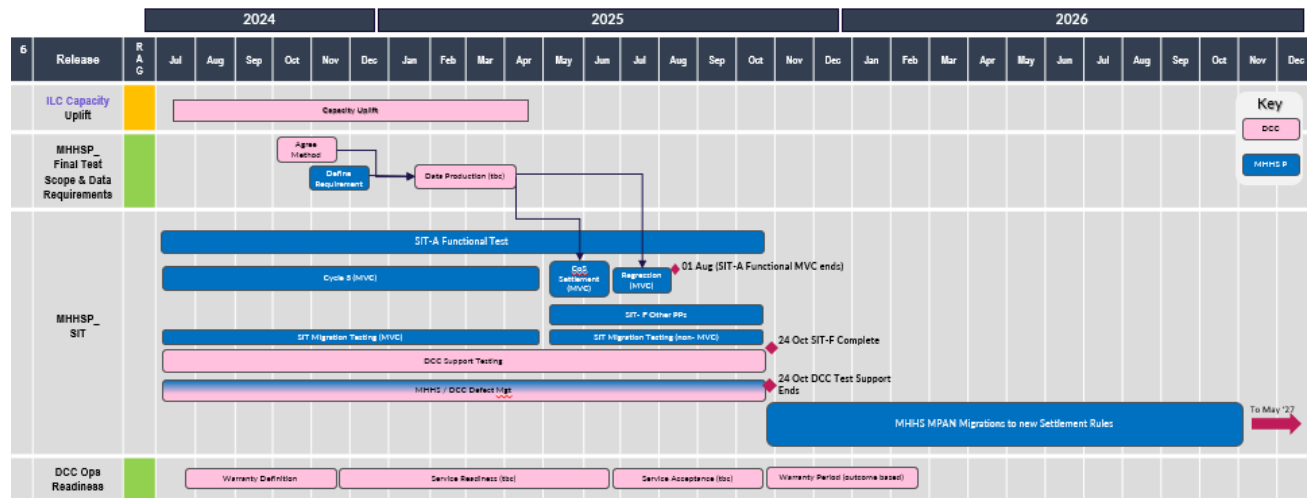 2024 2025 2026
6 Release R A G Jul Aug Sep Oct Nov Dec Jan Feb Mar Apr May Jun Jul Aug Sep Oct Nov Dec Jan Feb Mar Apr May Jun Jul Aug Sep Oct Nov Dec
ILC Capacity
Uplift
Capacity Uplift
Key
DCC
MHHSP
MHHSP_
Final Test
Scope & Data
Requirements
Agree
Method
Define
Requirement
Data Production (tbc)
MHHSP_
SIT
SIT-A Functional Test
Cycle 3 (MVC)
CoS
Settlement
(MVC)
Regression
(MVC)
01 Aug (SIT-A Functional MVC ends)
SIT- F Other PPs
SIT Migration Testing (MVC)
SIT Migration Testing (non- MVC)
24 Oct SIT-F Complete
DCC Support Testing
MHHS / DCC Defect Mgt
24 Oct DCC Test Support
Ends
MHHS MPAN Migrations to new Settlement Rules
To May '27
DCC Ops
Readiness
Warranty Definition
Service Readiness (tbc)
Service Acceptance (tbc)
Warranty Period (outcome based)